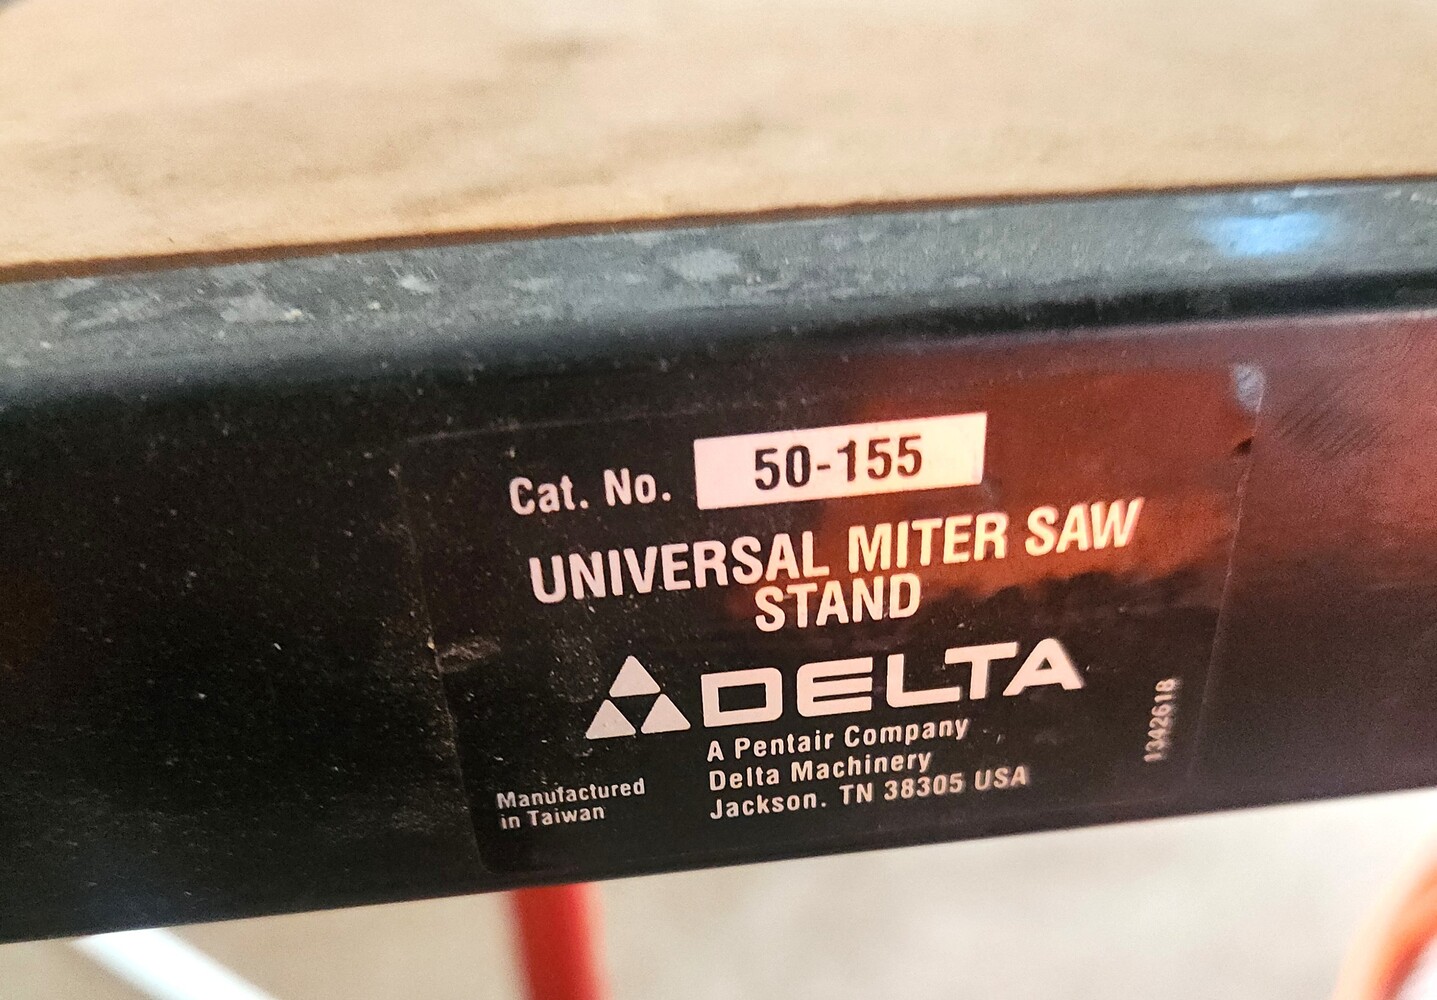 Cat. No. 50-155
UNIVERSAL MITER SAW
STAND
DELTA
A Pentair Company
Delta Machinery
Jackson. TN 38305 USA
Manufactured
in Taiwan
1342618